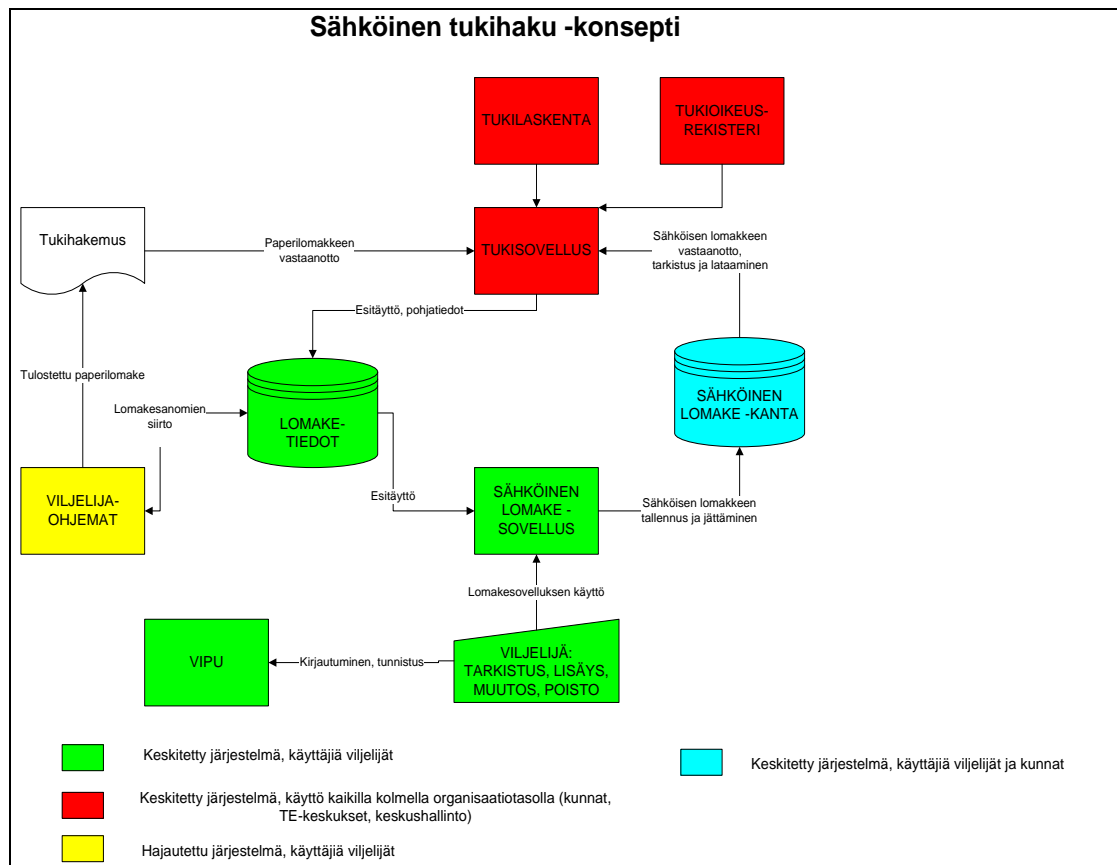 Sähköinen tukihaku -konsepti
TUKILASKENTA
TUKIOIKEUS-
REKISTERI
Tukihakemus
Paperilomakkeen
vastaanotto
TUKISOVELLUS
Sähköisen lomakkeen
vastaanotto,
tarkistus ja lataaminen
Esitäyttö, pohjatiedot
Tulostettu paperilomake
Lomakesanomien
siirto
LOMAKE-
TIEDOT
SÄHKÖINEN
LOMAKE -KANTA
VILJELIJA-
OHJEMAT
Esitäyttö
SÄHKÖINEN
LOMAKE -
SOVELLUS
Sähköisen lomakkeen
tallennus ja jättäminen
Lomakesovelluksen käyttö
VIPU
Kirjautuminen, tunnistus
VILJELIJÄ:
TARKISTUS, LISÄYS,
MUUTOS, POISTO
Keskitetty järjestelmä, käyttäjiä viljelijät
Keskitetty järjestelmä, käyttäjiä viljelijät ja kunnat
Keskitetty järjestelmä, käyttö kaikilla kolmella organisaatiotasolla (kunnat,
TE-keskukset, keskushallinto)
Hajautettu järjestelmä, käyttäjiä viljelijät